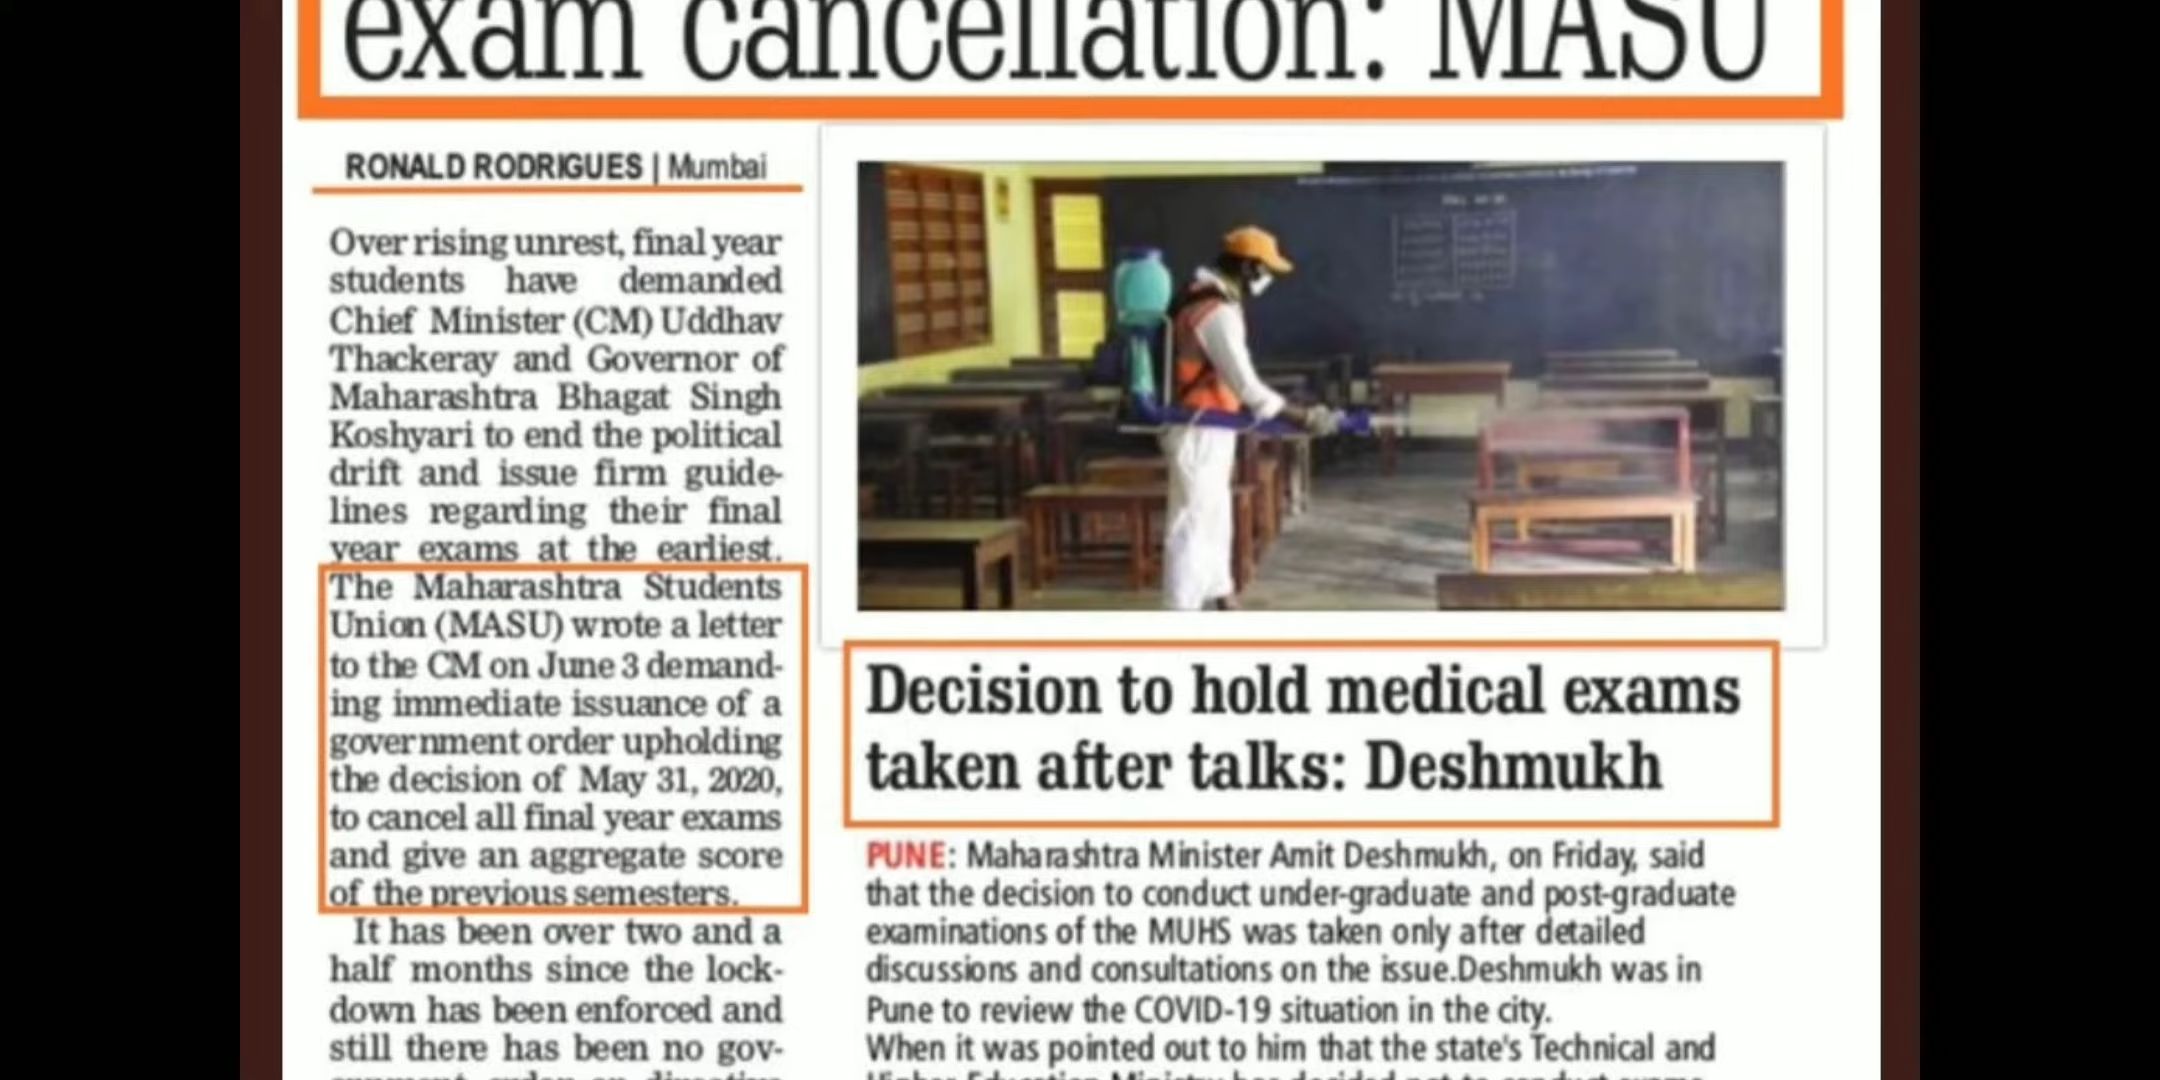 exam cancellation: MASU
RONALD RODRIGUES | Mumbai
Over rising unrest, final year
students have demanded
Chief Minister (CM) Uddhav
Thackeray and Governor of
Maharashtra Bhagat Singh
Koshyari to end the political
drift and issue firm guide-
lines regarding their final
year exams at the earliest.
The Maharashtra Students
Union (MASU) wrote a letter
to the CM on June 3 demand-
ing immediate issuance of a
government order upholding
the decision of May 31, 2020,
to cancel all final year exams
and give an aggregate score
of the previous semesters.
It has been over two and a
half months since the lock-
down has been enforced and
still there has been no gov-
Decision to hold medical exams
taken after talks: Deshmukh
PUNE: Maharashtra Minister Amit Deshmukh, on Friday, said
that the decision to conduct under-graduate and post-graduate
examinations of the MUHS was taken only after detailed
discussions and consultations on the issue.Deshmukh was in
Pune to review the COVID-19 situation in the city.
When it was pointed out to him that the state's Technical and